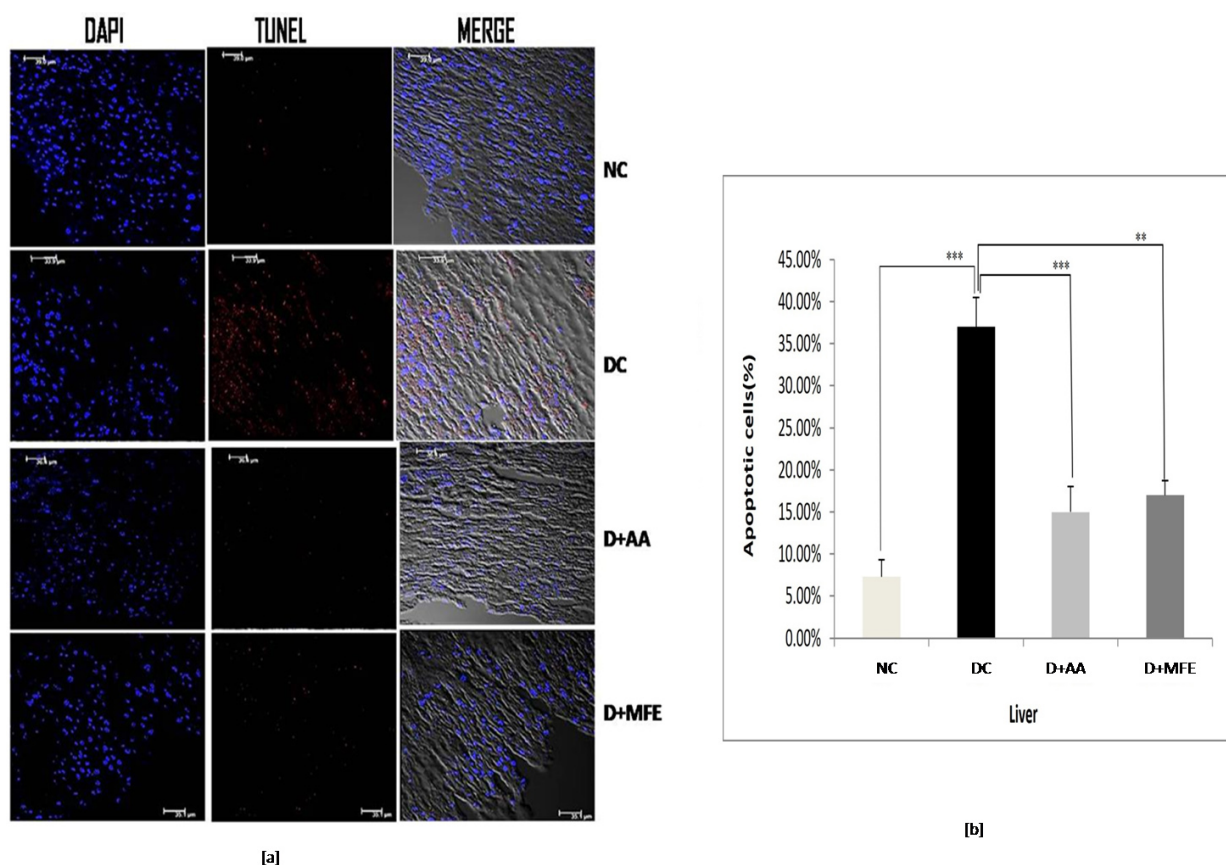 DAPI TUNEL MERGE
NC
DC
D+AA
D+MFE
[a]
*** ** ***
45.00%
40.00%
35.00%
30.00%
25.00%
20.00%
15.00%
10.00%
5.00%
0.00%
Apoptotic cells(%)
NC DC D+AA D+MFE
Liver
[b]